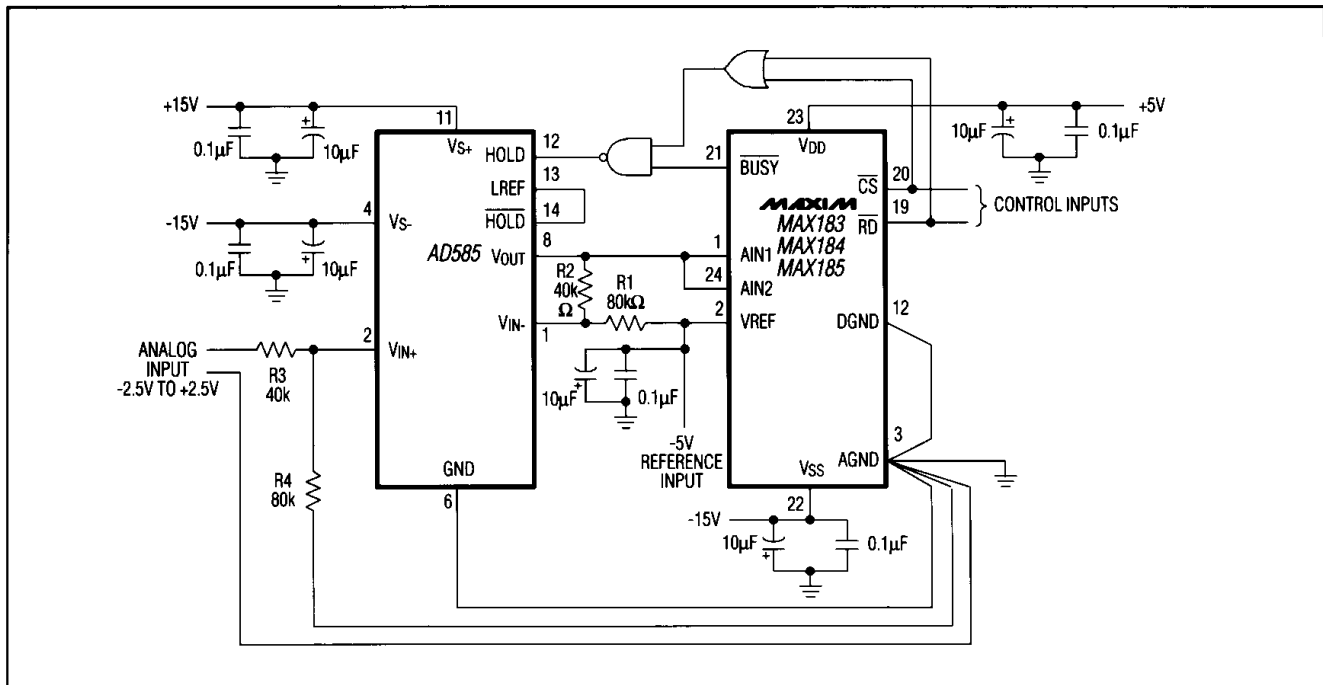 +15V
0.1µF
10µF
+
11
VS+
-15V
4
VS-
0.1µF
10µF
+
AD585
HOLD
12
LREF
13
HOLD
14
VOUT
8
VIN-
1
VIN+
2
GND
6
ANALOG
INPUT
-2.5V TO +2.5V
R3
40k
R4
80k
R2
40k
Ω
R1
80kΩ
10µF
+
0.1µF
-5V
REFERENCE
INPUT
23
VDD
21
BUSY
MAXIM
MAX183
MAX184
MAX185
1
AIN1
24
AIN2
2
VREF
20
CS
19
RD
CONTROL INPUTS
12
DGND
3
AGND
VSS
22
-15V
10µF
+
0.1µF
+5V
10µF
+
0.1µF